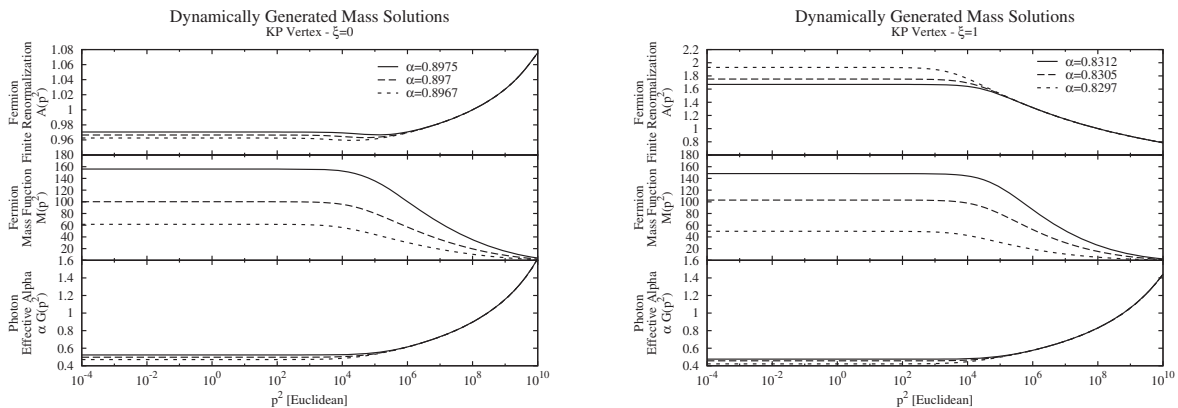 Dynamically Generated Mass Solutions
KP Vertex - ξ=0
Fermion
Finite Renormalization
A(p²)
1.08
1.06
1.04
1.02
1
0.98
0.96
α=0.8975
α=0.897
α=0.8967
Fermion
Mass Function
M(p²)
180
160
140
120
100
80
60
40
20
Photon
Effective Alpha
α G(p²)
1.6
1.4
1.2
1
0.8
0.6
0.4
10⁻⁴ 10⁻² 10⁰ 10² 10⁴ 10⁶ 10⁸ 10¹⁰
p² [Euclidean]
Dynamically Generated Mass Solutions
KP Vertex - ξ=1
Fermion
Finite Renormalization
A(p²)
2.2
2
1.8
1.6
1.4
1.2
1
0.8
α=0.8312
α=0.8305
α=0.8297
Fermion
Mass Function
M(p²)
180
160
140
120
100
80
60
40
20
Photon
Effective Alpha
α G(p²)
1.6
1.4
1.2
1
0.8
0.6
0.4
10⁻⁴ 10⁻² 10⁰ 10² 10⁴ 10⁶ 10⁸ 10¹⁰
p² [Euclidean]